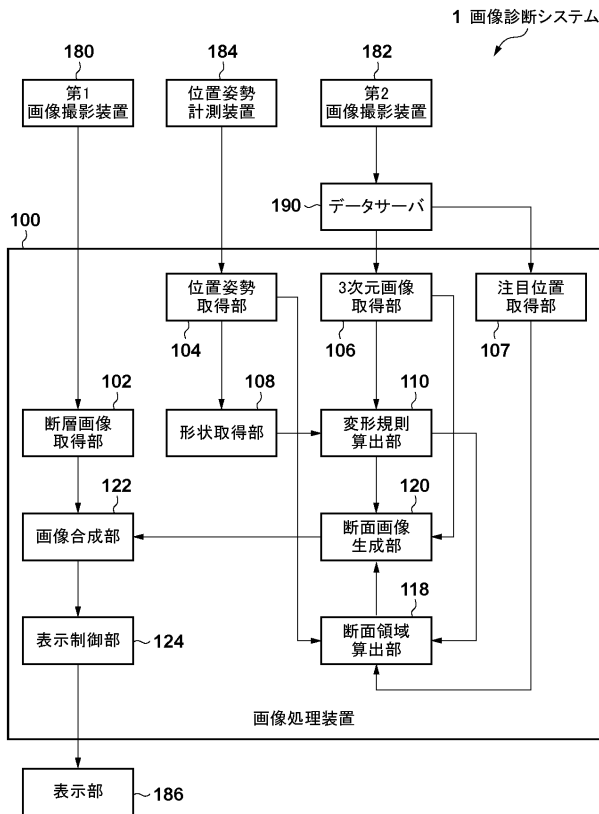 1 画像診断システム
180
184
182
第1
画像撮影装置
位置姿勢
計測装置
第2
画像撮影装置
190
データサーバ
100
位置姿勢
取得部
3次元画像
取得部
注目位置
取得部
104
106
107
102
108
110
断層画像
取得部
形状取得部
変形規則
算出部
122
120
画像合成部
断面画像
生成部
118
表示制御部
124
断面領域
算出部
画像処理装置
表示部
186